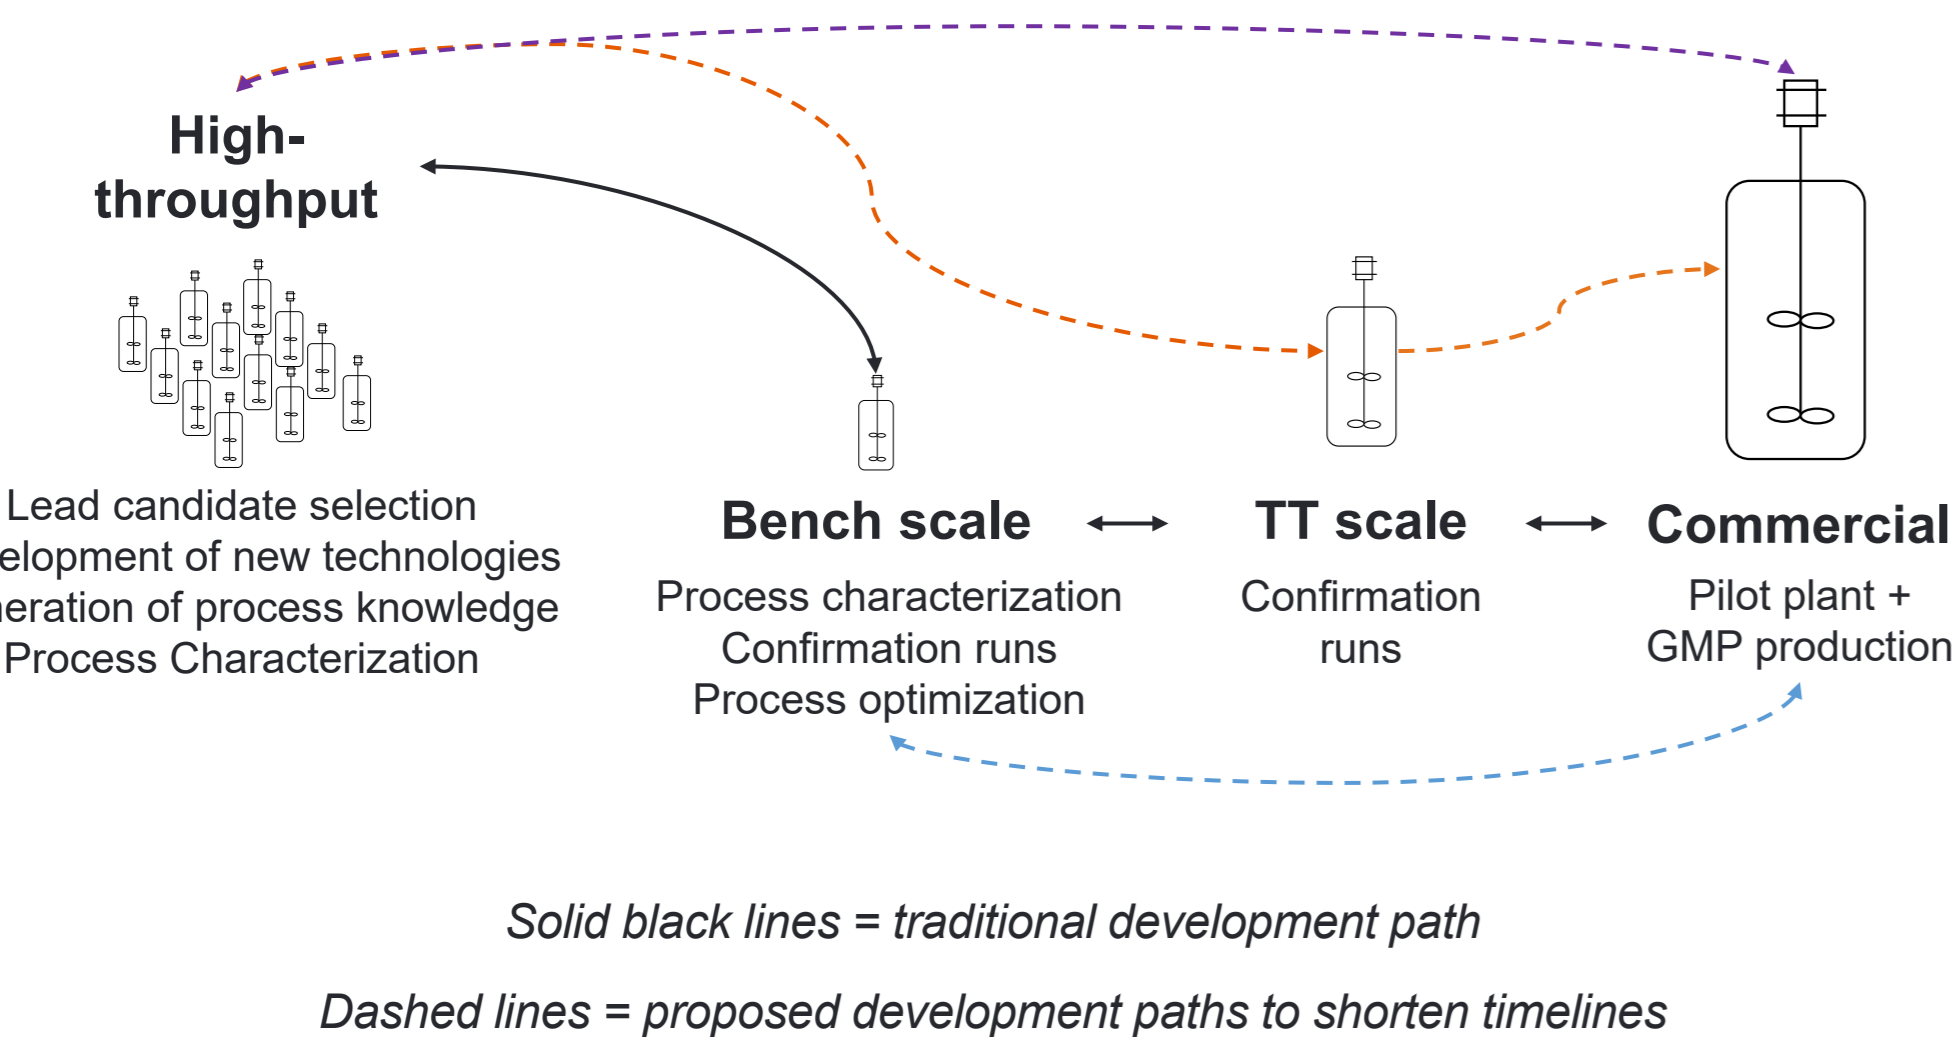 High-
throughput
Lead candidate selection
elopment of new technologies
neration of process knowledge
Process Characterization
Bench scale
Process characterization
Confirmation runs
Process optimization
TT scale
Confirmation
runs
Commercial
Pilot plant +
GMP production
Solid black lines = traditional development path
Dashed lines = proposed development paths to shorten timelines